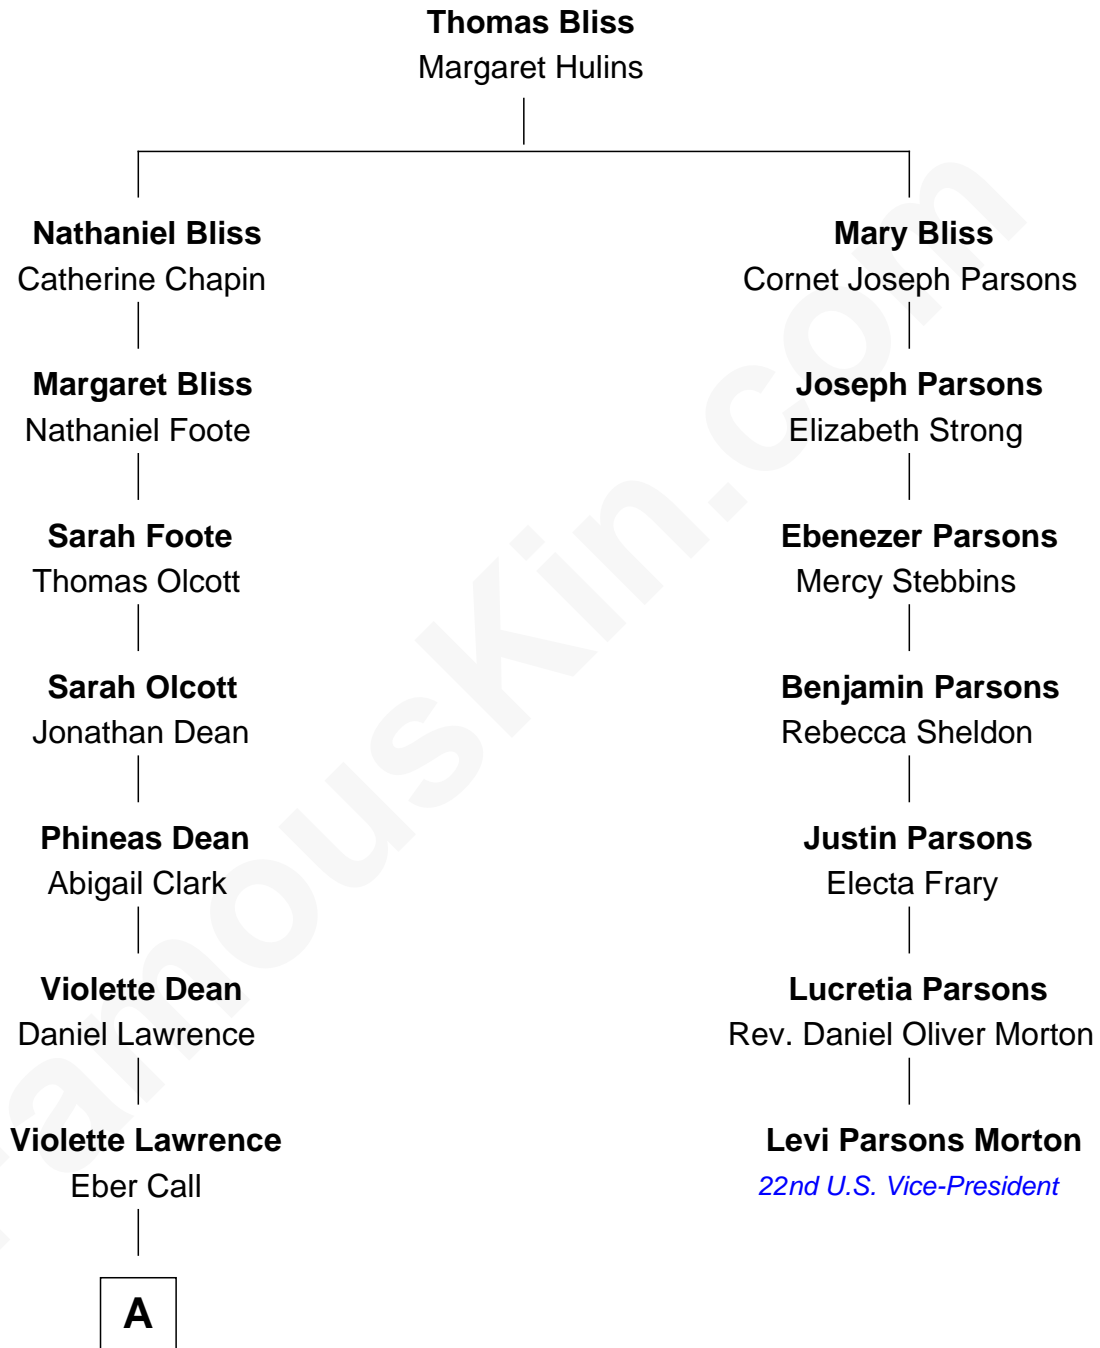 Thomas Bliss
Margaret Hulins
Nathaniel Bliss
Catherine Chapin
Mary Bliss
Cornet Joseph Parsons
Margaret Bliss
Nathaniel Foote
Joseph Parsons
Elizabeth Strong
Sarah Foote
Thomas Olcott
Ebenezer Parsons
Mercy Stebbins
Sarah Olcott
Jonathan Dean
Benjamin Parsons
Rebecca Sheldon
Phineas Dean
Abigail Clark
Justin Parsons
Electa Frary
Violette Dean
Daniel Lawrence
Lucretia Parsons
Rev. Daniel Oliver Morton
Violette Lawrence
Eber Call
Levi Parsons Morton
22nd U.S. Vice-President
A
FamousKin.com